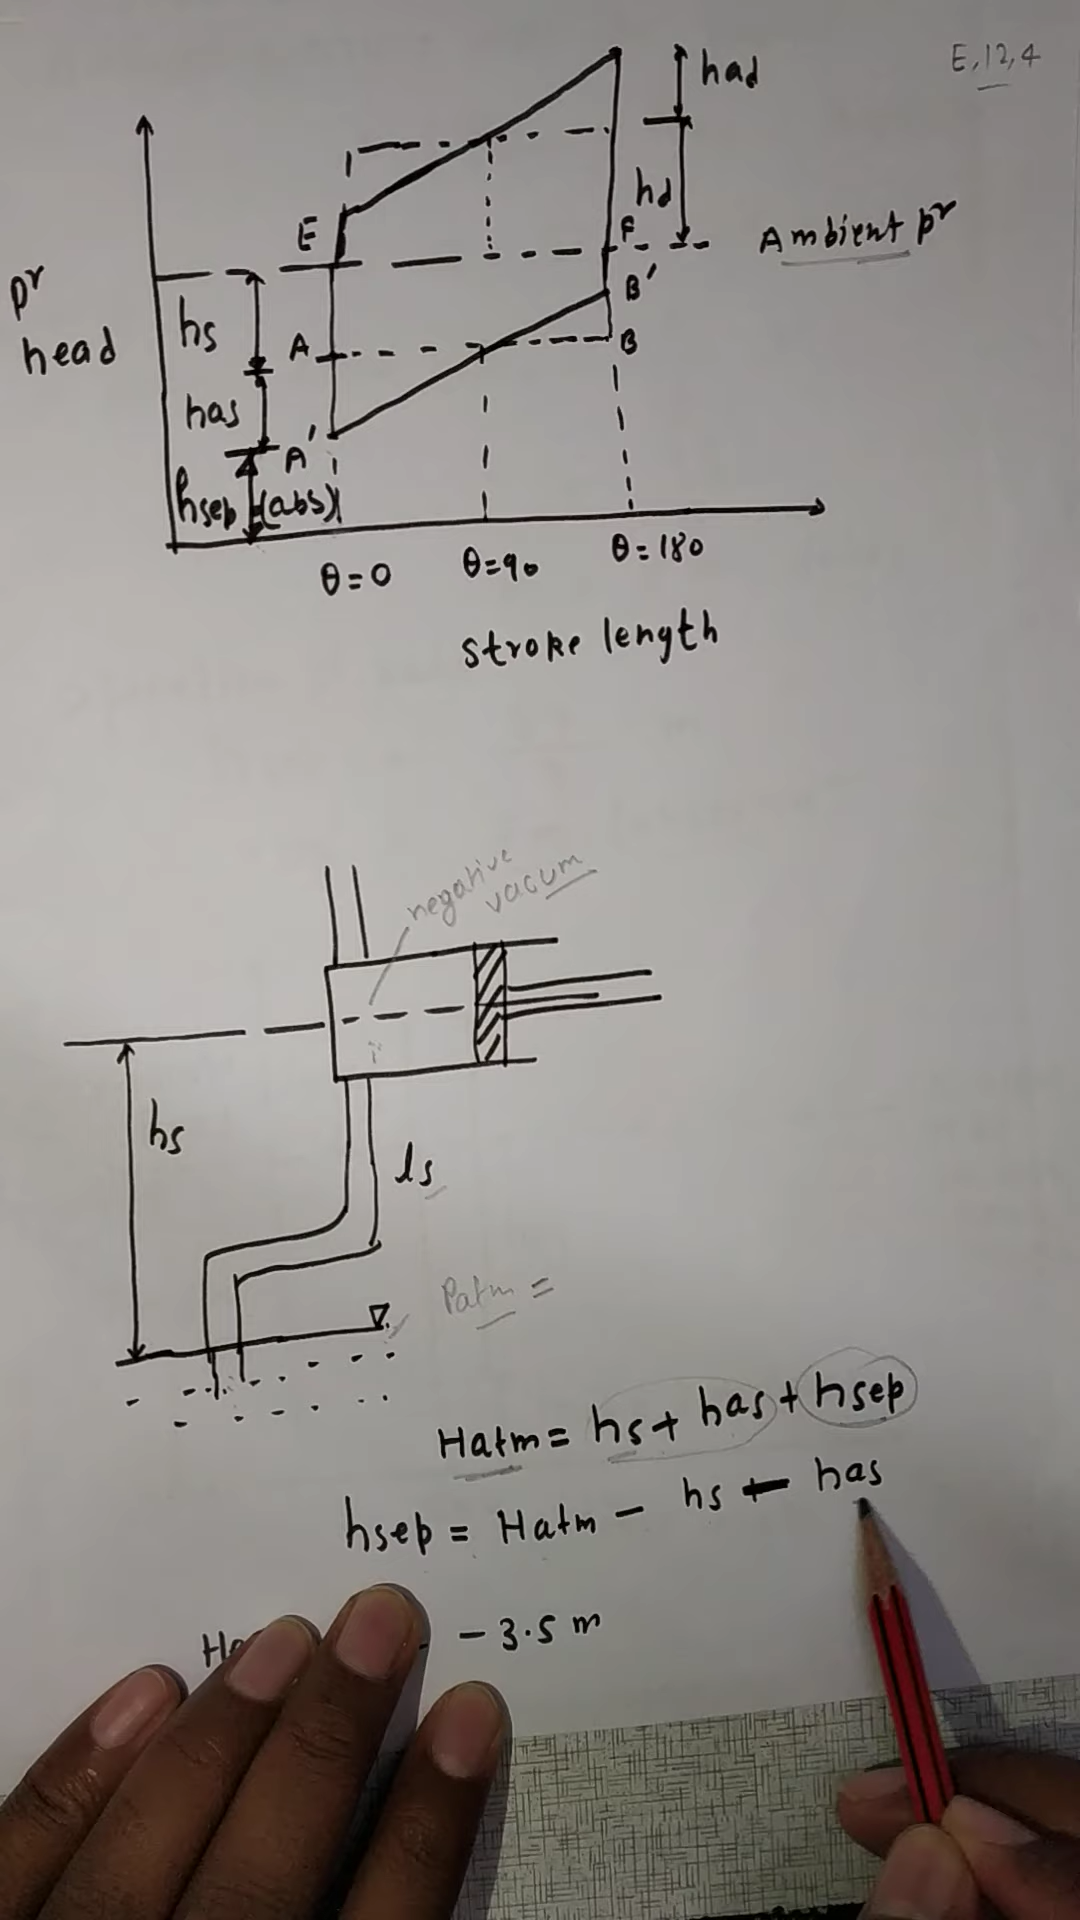 E,12,4
had
hd
E
F
Ambient pr
B'
pr
head
hs
A
B
has
A'
hsep (abs)
θ=0
θ=90
θ=180
stroke length
negative
vacum
hs
ls
Patm =
Hatm = hs + has + hsep
hsep = Hatm - hs - has
- 3.5 m